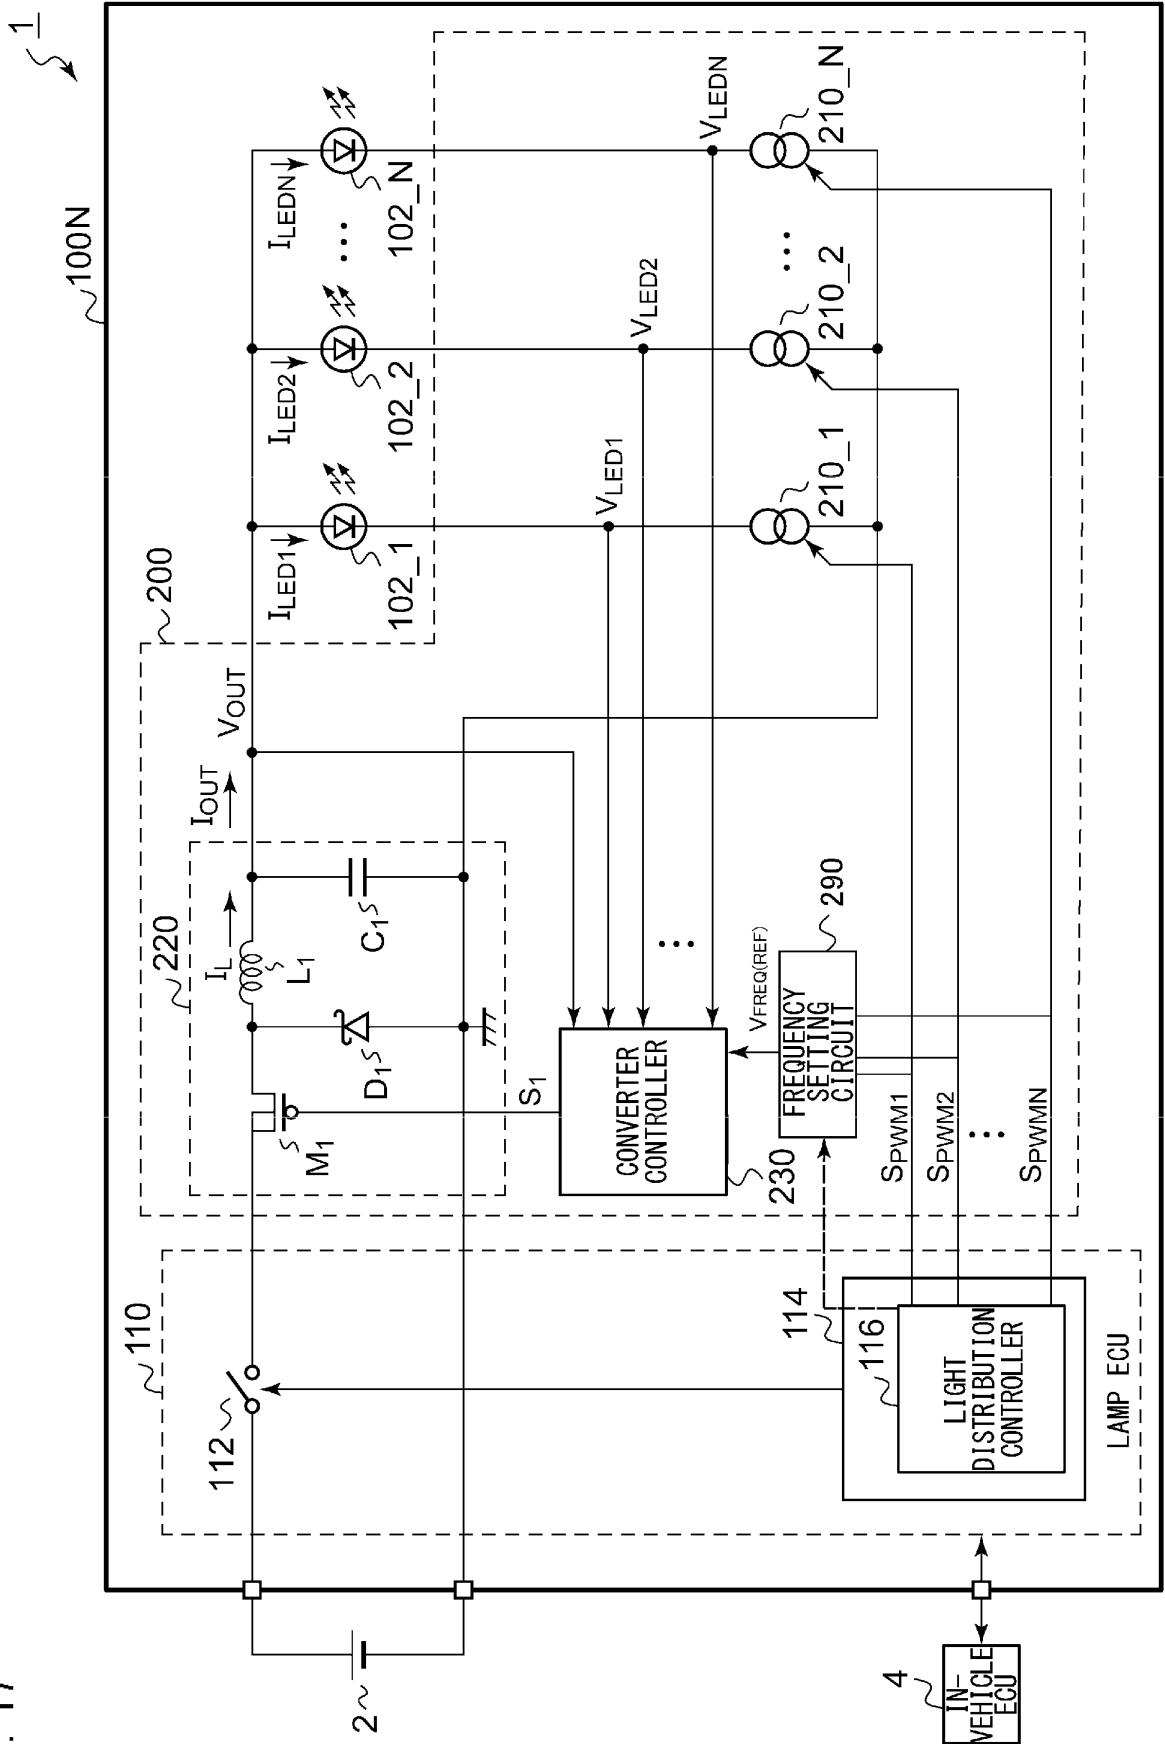 1
100N
200
220
110
112
2
4
IN-
VEHICLE
ECU
114
116
LIGHT
DISTRIBUTION
CONTROLLER
LAMP ECU
M1
D1
L1
C1
IL
IOUT
VOUT
S1
CONVERTER
CONTROLLER
230
VFREQ(REF)
290
FREQUENCY
SETTING
CIRCUIT
SPWM1
SPWM2
⋯
SPWMN
⋯
ILED1
ILED2
ILEDN
102_1
102_2
⋯
102_N
VLED1
VLED2
VLEDN
210_1
210_2
⋯
210_N